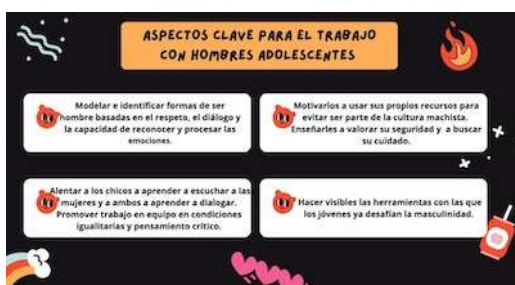 ASPECTOS CLAVE PARA EL TRABAJO
CON HOMBRES ADOLESCENTES
Modelar e identificar formas de ser
hombre basadas en el respeto, el diálogo y
la capacidad de reconocer y procesar las
emociones.
Motivarlos a usar sus propios recursos para
evitar ser parte de la cultura machista.
Enseñarles a valorar su seguridad y a buscar
su cuidado.
Alentar a los chicos a aprender a escuchar a las
mujeres y a ambos a aprender a dialogar.
Promover trabajo en equipo en condiciones
igualitarias y pensamiento crítico.
Hacer visibles las herramientas con las que
los jóvenes ya desafían la masculinidad.